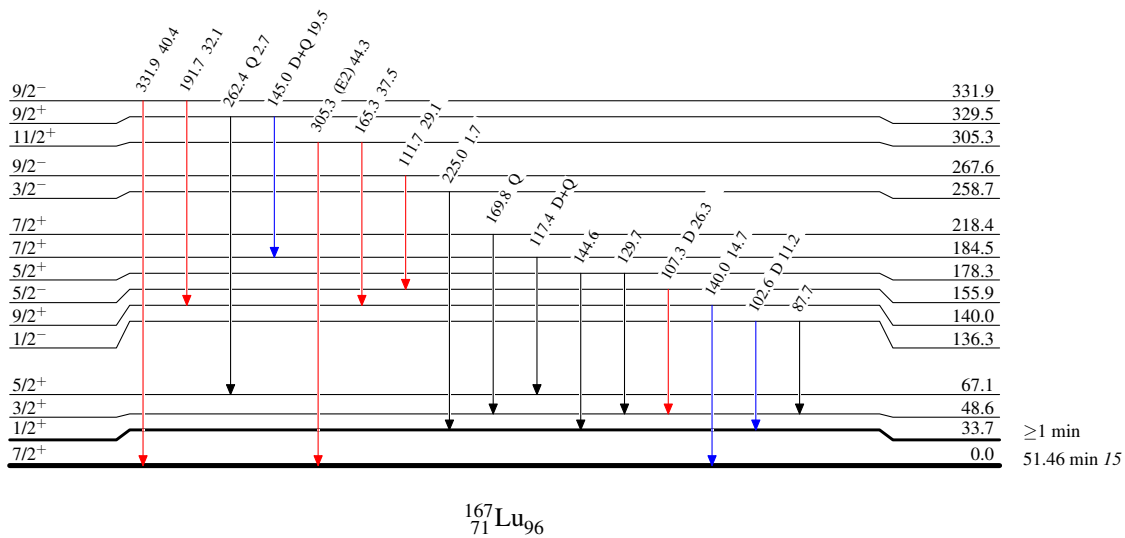 331.9 40.4
191.7 32.1
262.4 Q 2.7
145.0 D+Q 19.5
305.3 (E2) 44.3
165.3 37.5
111.7 29.1
225.0 1.7
169.8 Q
117.4 D+Q
144.6
129.7
107.3 D 26.3
140.0 14.7
102.6 D 11.2
87.7
9/2⁻ 331.9
9/2⁺ 329.5
11/2⁺ 305.3
9/2⁻ 267.6
3/2⁻ 258.7
7/2⁺ 218.4
7/2⁺ 184.5
5/2⁺ 178.3
5/2⁻ 155.9
9/2⁺ 140.0
1/2⁻ 136.3
5/2⁺ 67.1
3/2⁺ 48.6
1/2⁺ 33.7 ≥1 min
7/2⁺ 0.0 51.46 min 15
¹⁶⁷₇₁Lu₉₆